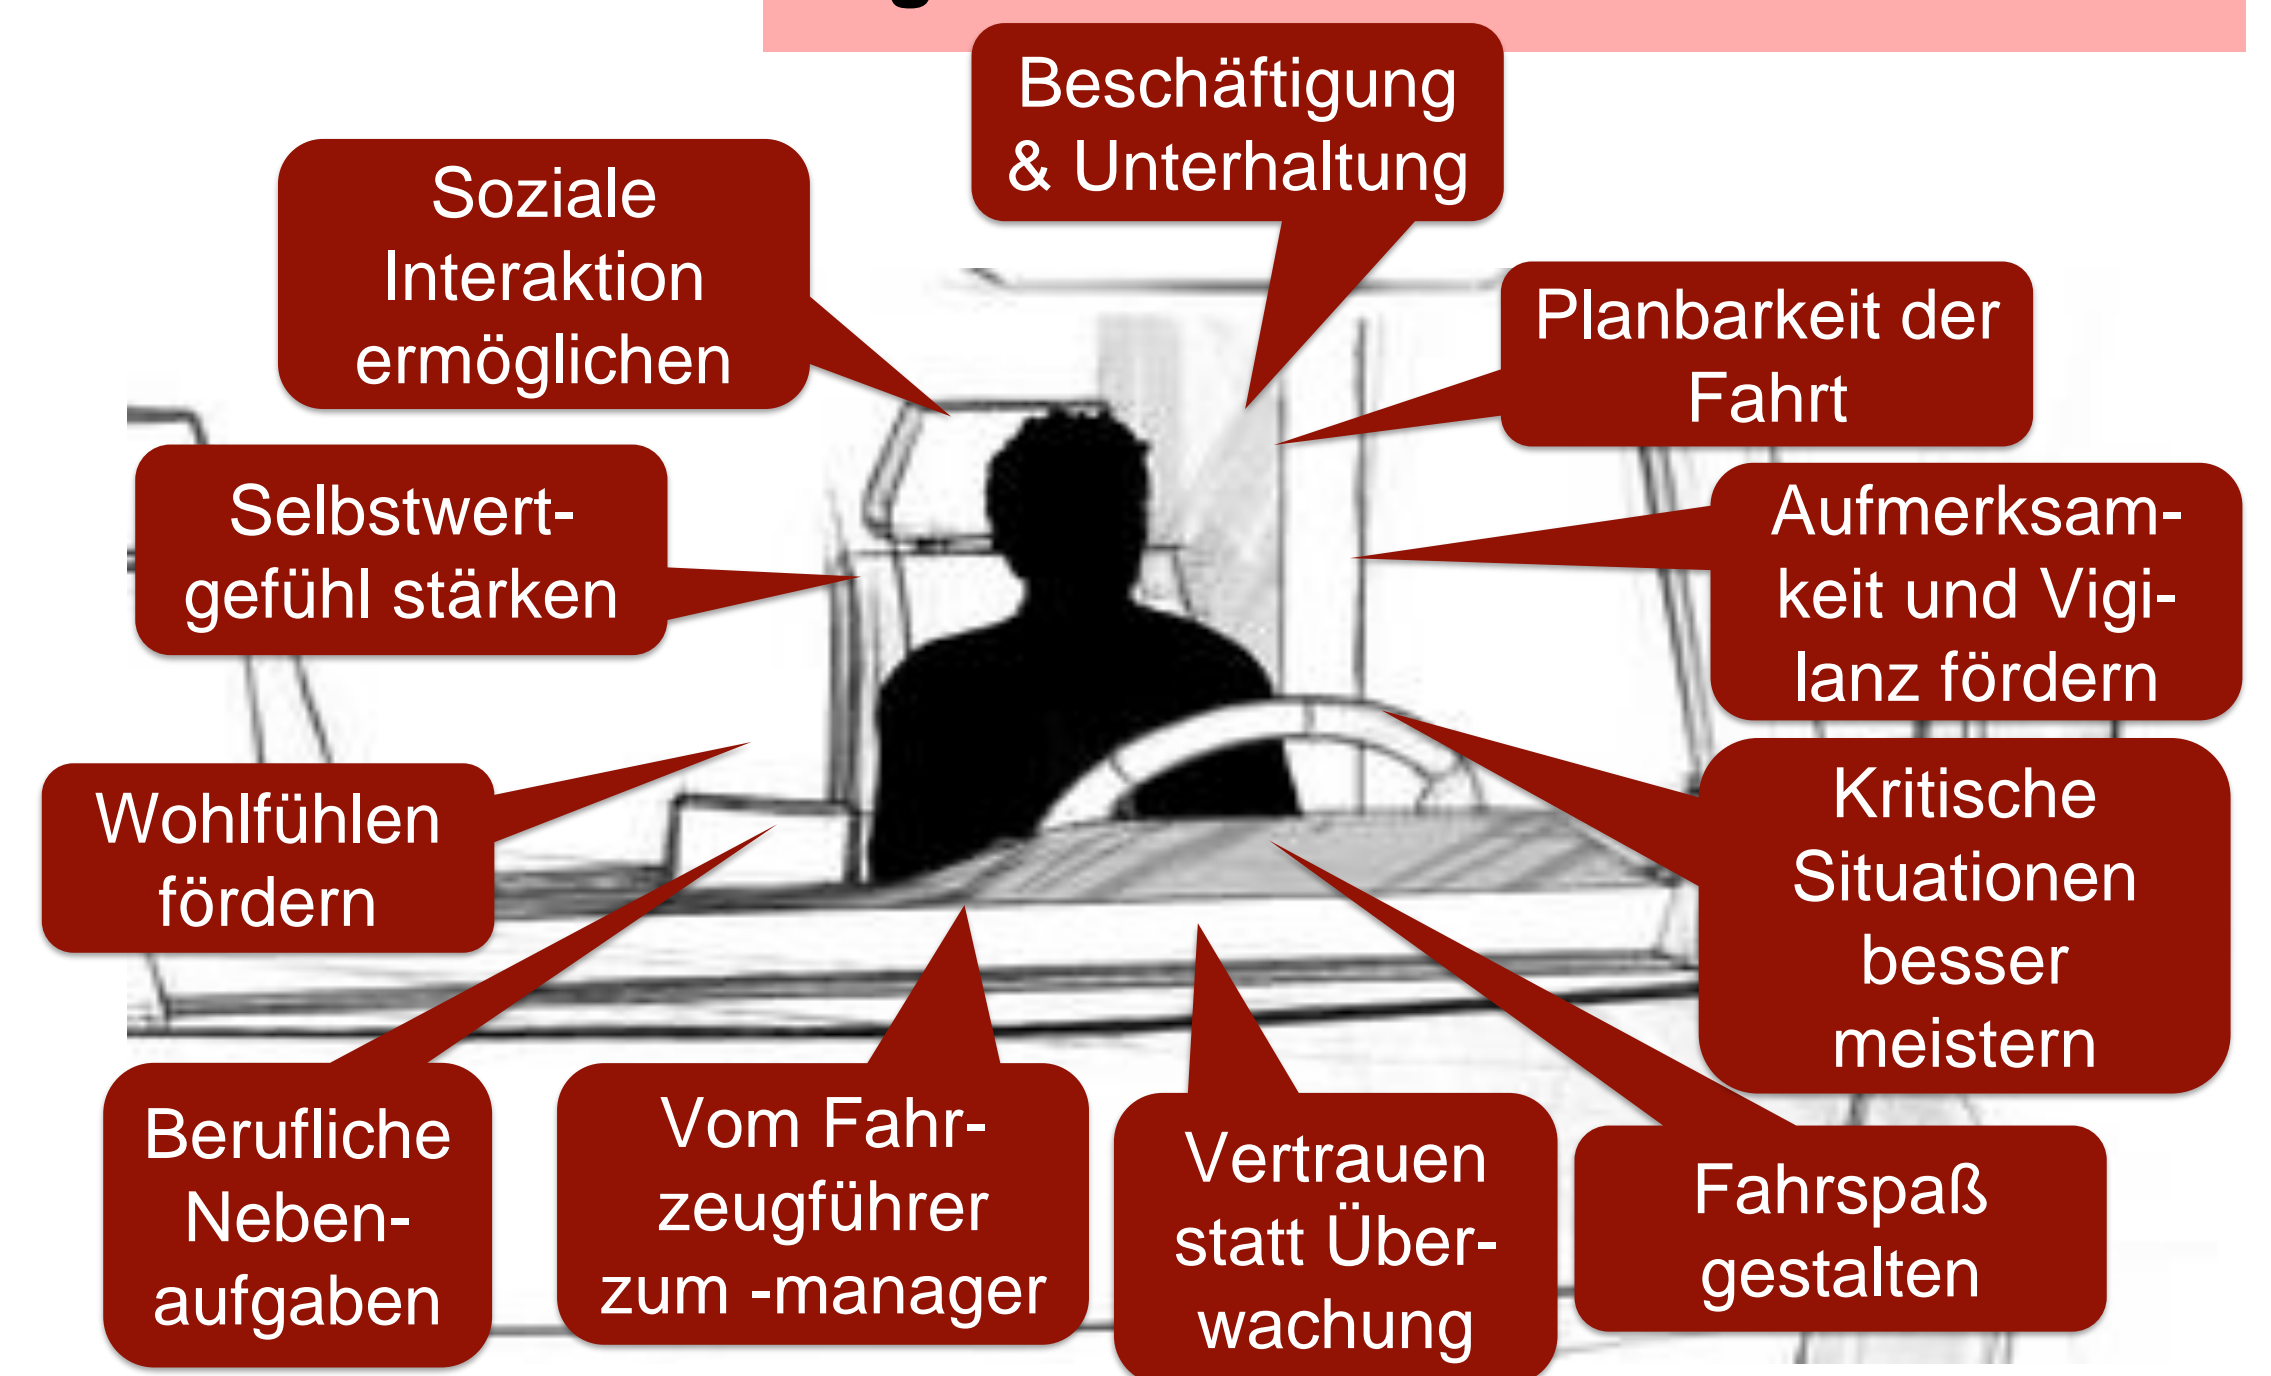 Beschäftigung
& Unterhaltung
Soziale
Interaktion
ermöglichen
Planbarkeit der
Fahrt
Selbstwert-
gefühl stärken
Aufmerksam-
keit und Vigi-
lanz fördern
Wohlfühlen
fördern
Kritische
Situationen
besser
meistern
Berufliche
Neben-
aufgaben
Vom Fahr-
zeugführer
zum -manager
Vertrauen
statt Über-
wachung
Fahrspaß
gestalten